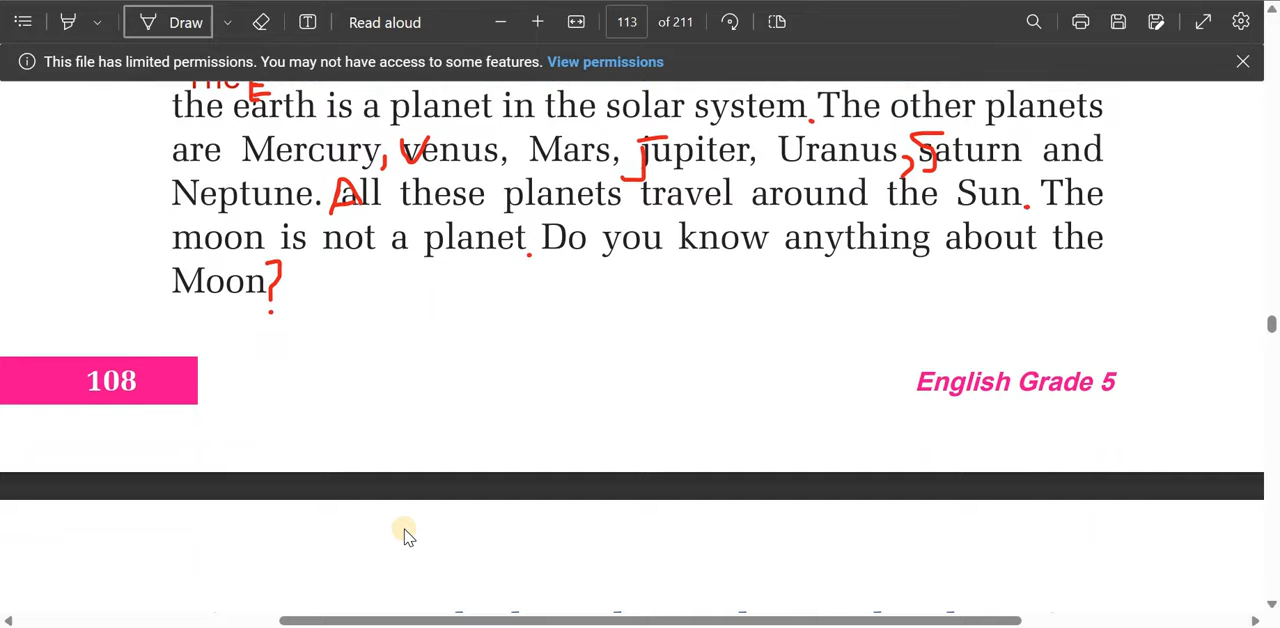 Draw
Read aloud
113 of 211
This file has limited permissions. You may not have access to some features. View permissions
The E
the earth is a planet in the solar system. The other planets
are Mercury, venus, Mars, jupiter, Uranus, saturn and
V J S
Neptune. all these planets travel around the Sun. The
A
moon is not a planet. Do you know anything about the
Moon?
108
English Grade 5